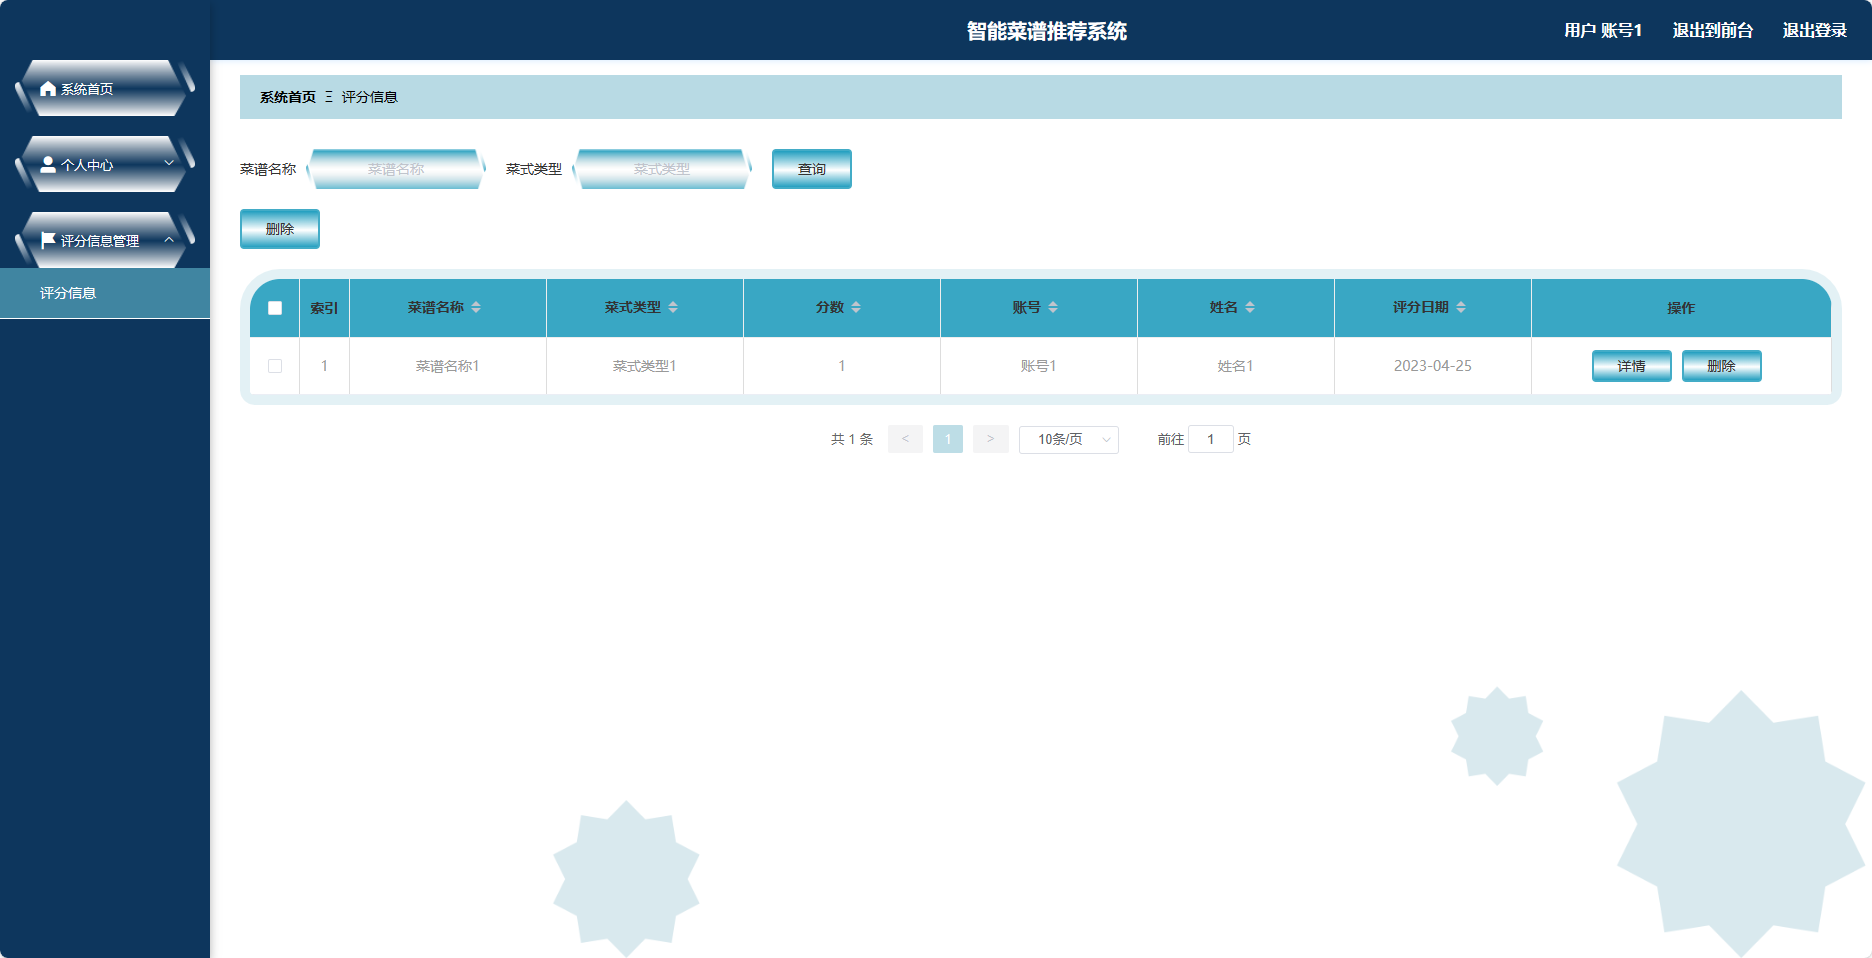 智能菜谱推荐系统
用户 账号1 退出到前台 退出登录
系统首页
个人中心
评分信息管理
评分信息
系统首页 Ξ 评分信息
菜谱名称 菜谱名称 菜式类型 菜式类型 查询
删除
索引 菜谱名称 菜式类型 分数 账号 姓名 评分日期 操作
1 菜谱名称1 菜式类型1 1 账号1 姓名1 2023-04-25 详情 删除
共 1 条 < 1 > 10条/页 前往 1 页